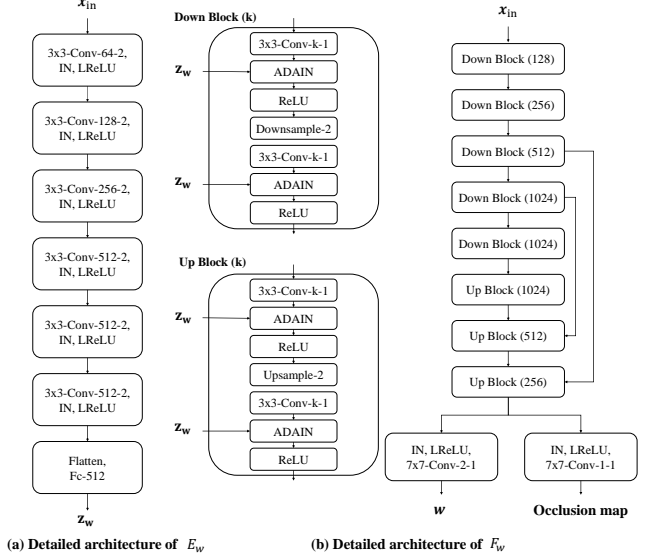 x_in
3x3-Conv-64-2,
IN, LReLU
3x3-Conv-128-2,
IN, LReLU
3x3-Conv-256-2,
IN, LReLU
3x3-Conv-512-2,
IN, LReLU
3x3-Conv-512-2,
IN, LReLU
3x3-Conv-512-2,
IN, LReLU
Flatten,
Fc-512
z_w
(a) Detailed architecture of E_w
Down Block (k)
3x3-Conv-k-1
z_w
ADAIN
ReLU
Downsample-2
3x3-Conv-k-1
z_w
ADAIN
ReLU
Up Block (k)
3x3-Conv-k-1
z_w
ADAIN
ReLU
Upsample-2
3x3-Conv-k-1
z_w
ADAIN
ReLU
x_in
Down Block (128)
Down Block (256)
Down Block (512)
Down Block (1024)
Down Block (1024)
Up Block (1024)
Up Block (512)
Up Block (256)
IN, LReLU,
7x7-Conv-2-1
IN, LReLU,
7x7-Conv-1-1
w
Occlusion map
(b) Detailed architecture of F_w